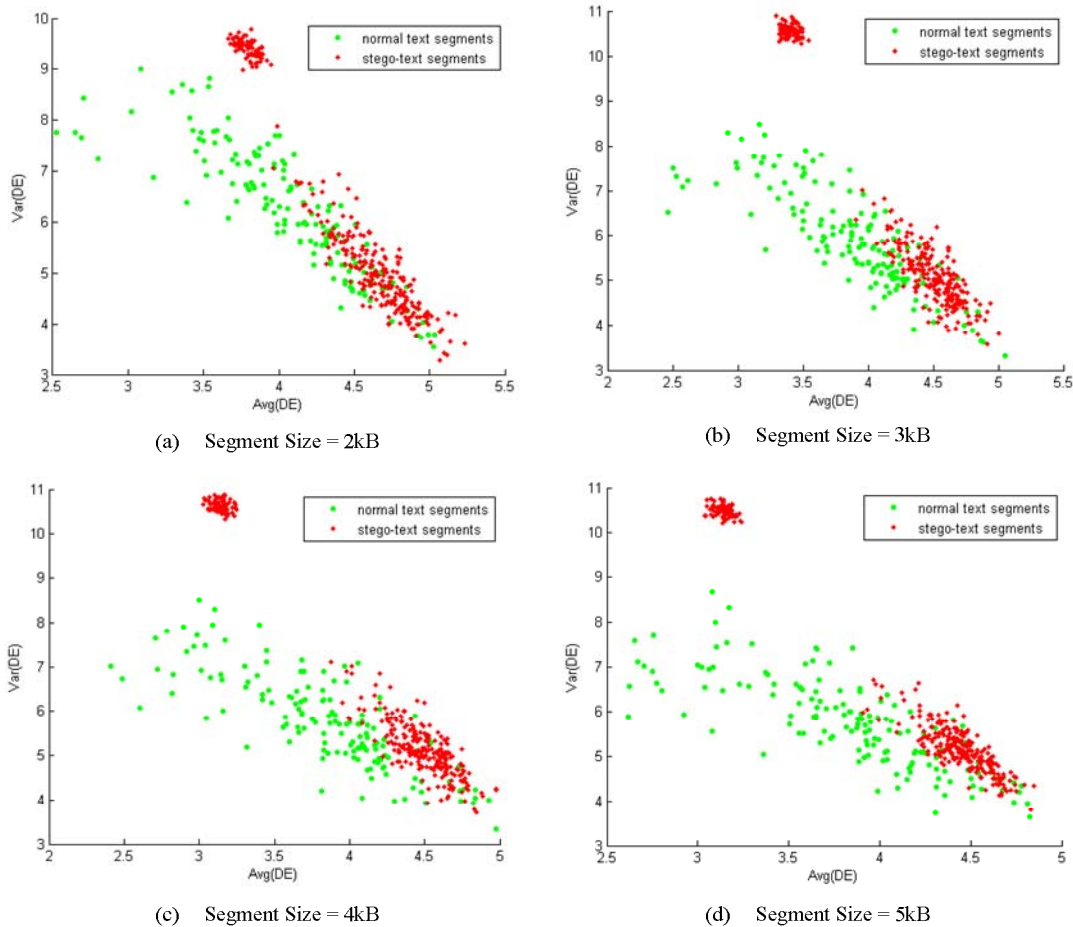 10
9
8
7
6
5
4
3
Var(DE)
2.5 3 3.5 4 4.5 5 5.5
Avg(DE)
normal text segments
stego-text segments
(a) Segment Size = 2kB
11
10
9
8
7
6
5
4
3
Var(DE)
2 2.5 3 3.5 4 4.5 5 5.5
Avg(DE)
normal text segments
stego-text segments
(b) Segment Size = 3kB
11
10
9
8
7
6
5
4
3
Var(DE)
2 2.5 3 3.5 4 4.5 5
Avg(DE)
normal text segments
stego-text segments
(c) Segment Size = 4kB
11
10
9
8
7
6
5
4
3
Var(DE)
2.5 3 3.5 4 4.5 5
Avg(DE)
normal text segments
stego-text segments
(d) Segment Size = 5kB